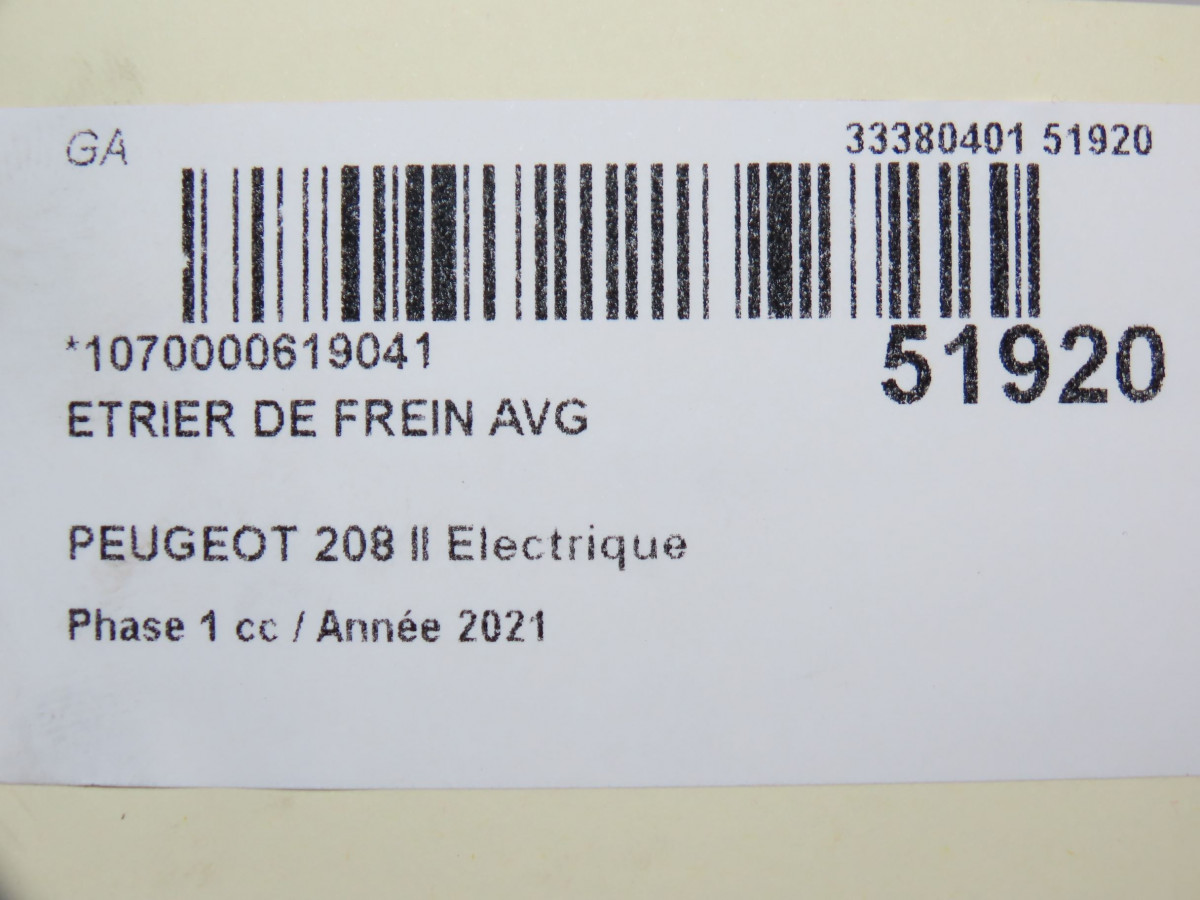 GA
33380401 51920
*1070000619041
51920
ETRIER DE FREIN AVG
PEUGEOT 208 II Electrique
Phase 1 cc / Année 2021